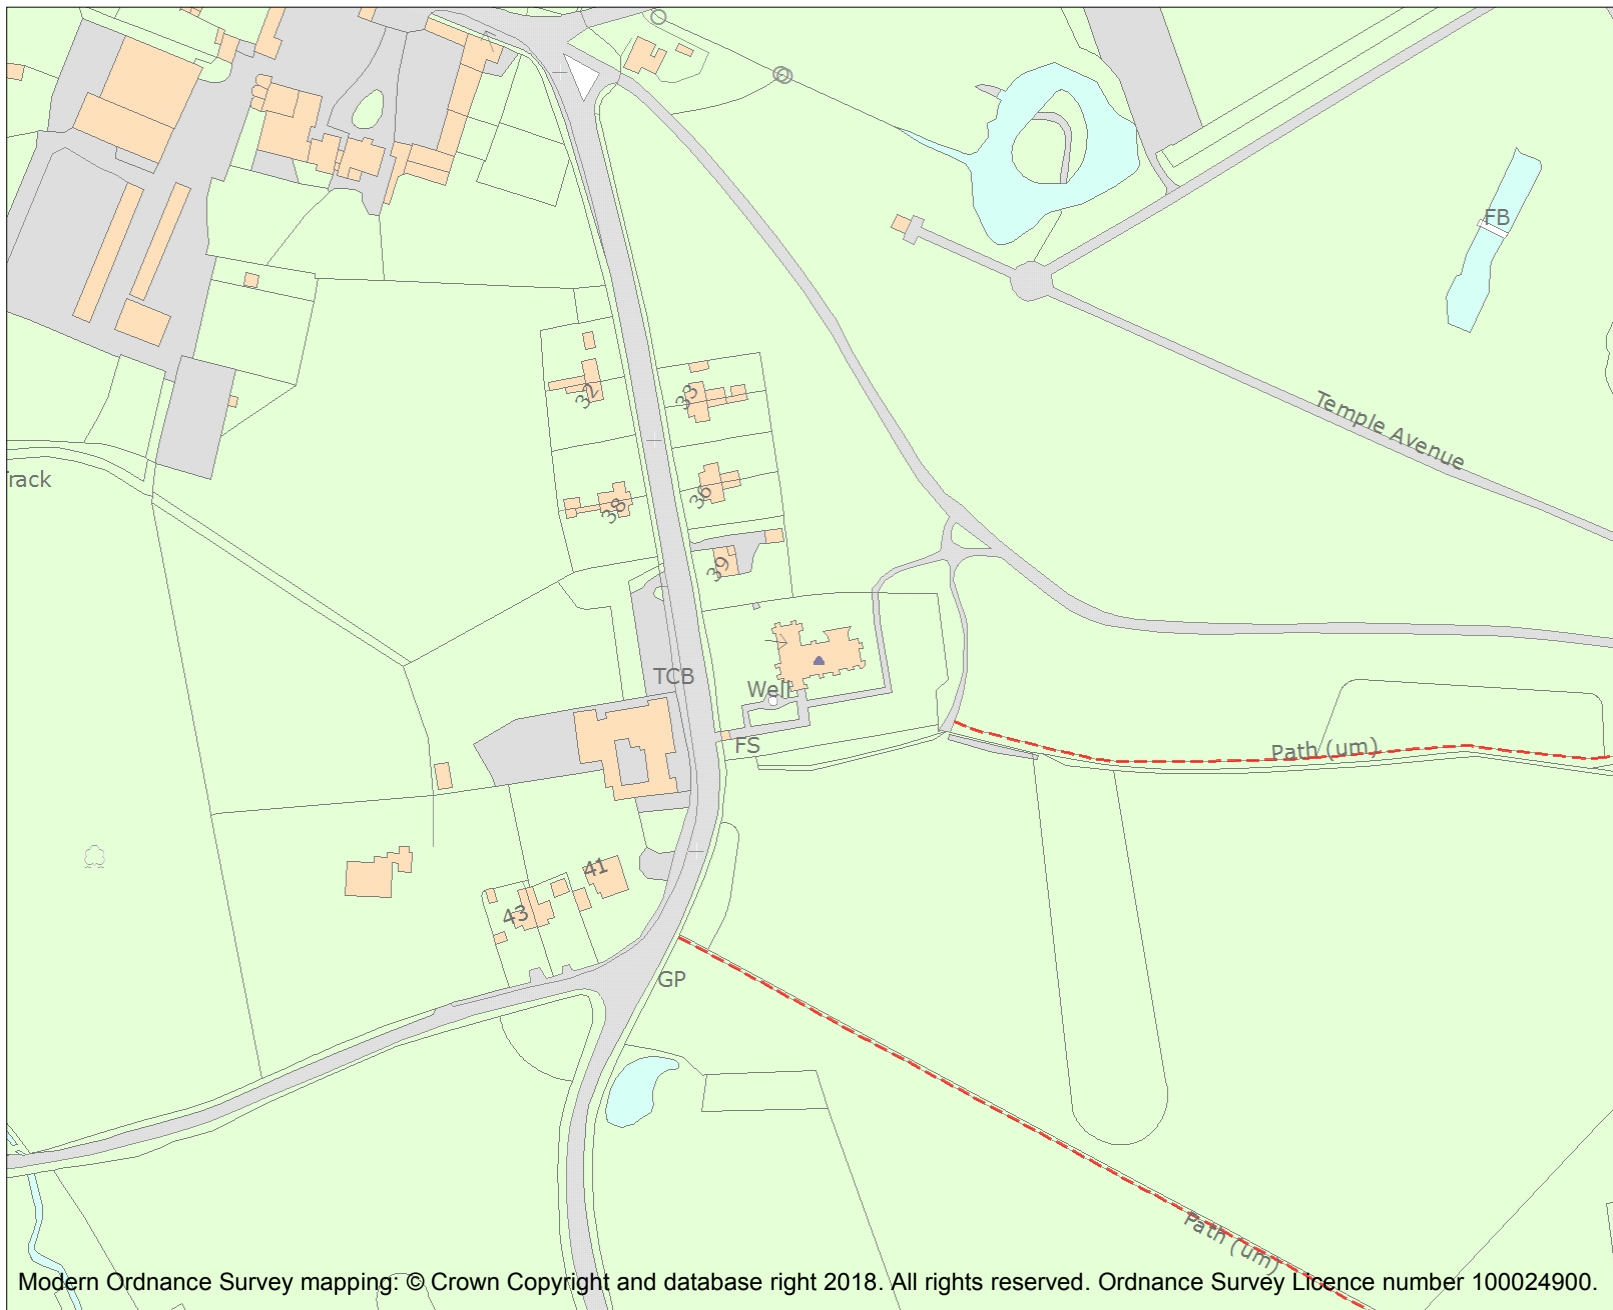 FB
32
33
Temple Avenue
rack
36
38
39
TCB
Well
FS
Path (um)
41
43
GP
Path (um)
Modern Ordnance Survey mapping: © Crown Copyright and database right 2018. All rights reserved. Ordnance Survey Licence number 100024900.